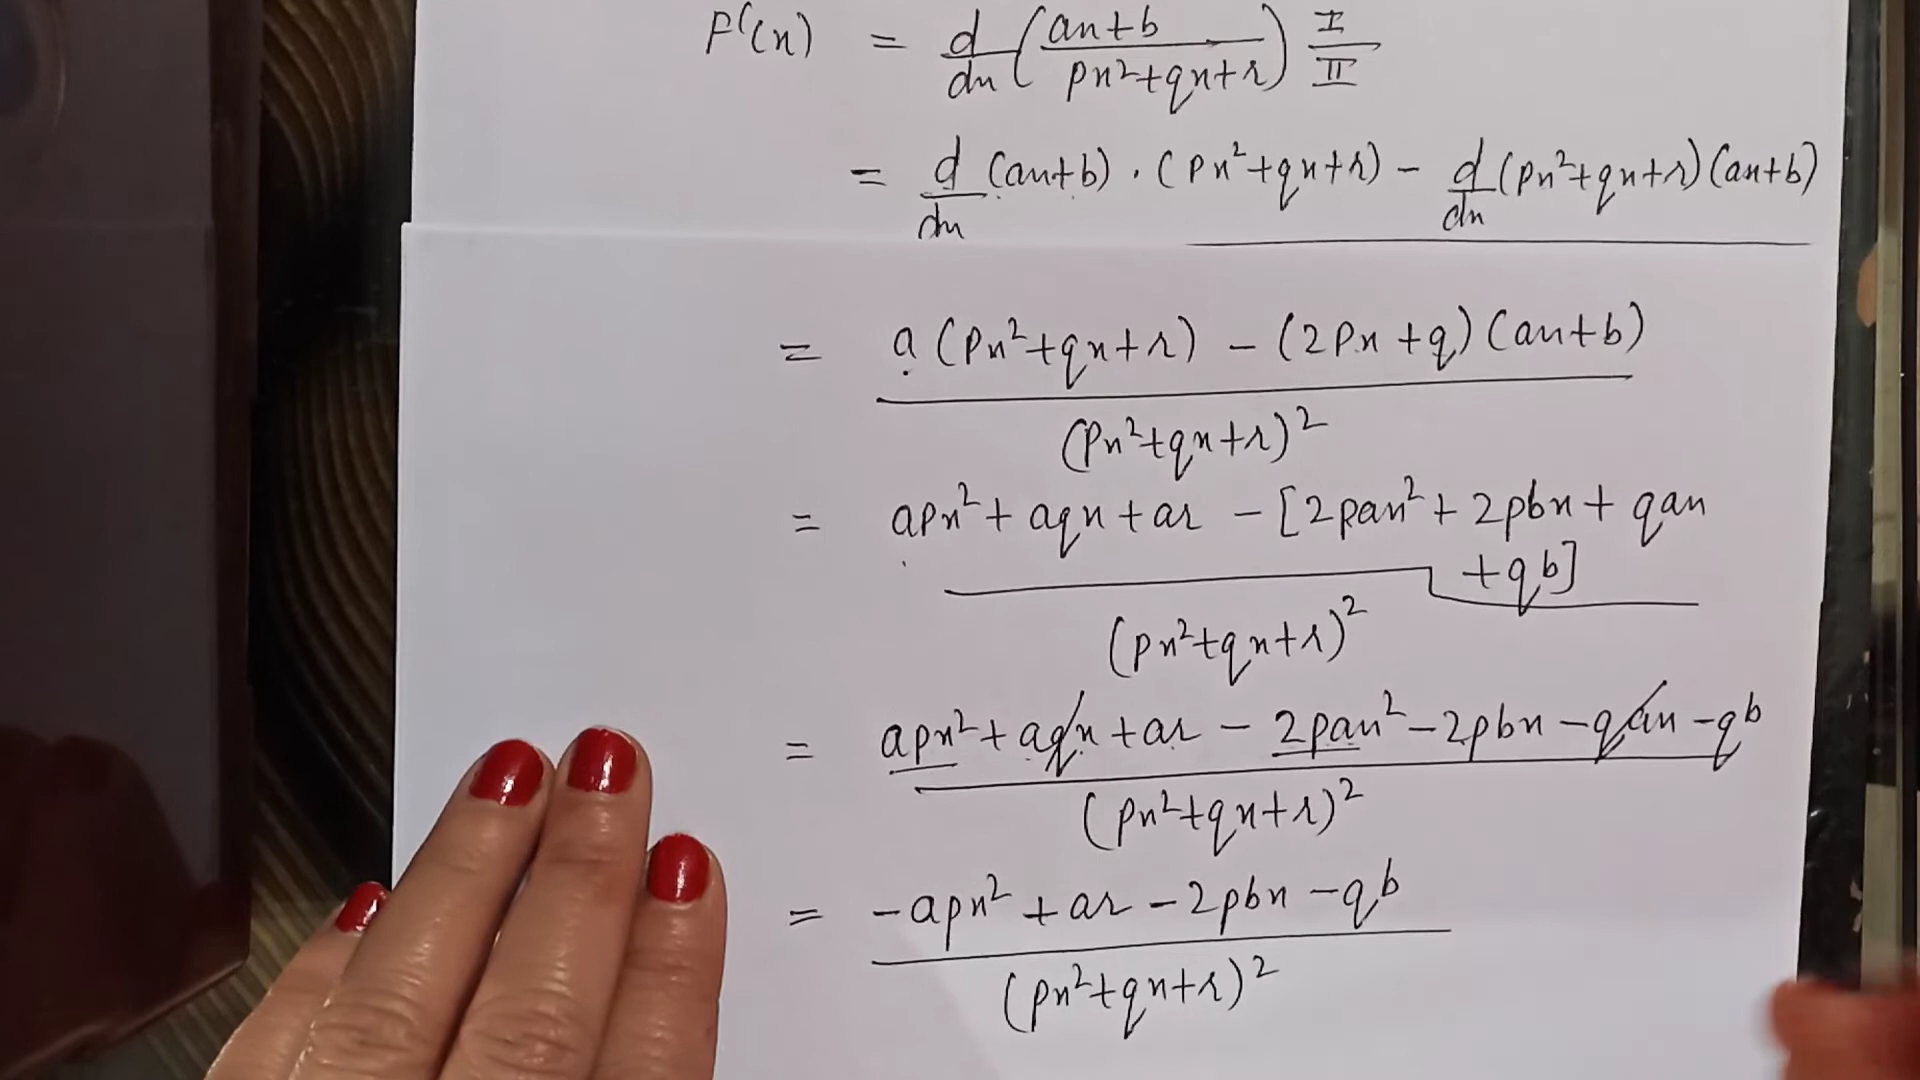 F'(x) = d/dx ( ax+b / px²+qx+r ) I/II
= d/dx (ax+b) . (px²+qx+r) - d/dx (px²+qx+r) (ax+b)
= a (px²+qx+r) - (2px+q) (ax+b)
(px²+qx+r)²
= apx² + aqx + ar - [2pax² + 2pbx + qax
+qb]
(px²+qx+r)²
= apx² + aqx + ar - 2pax² - 2pbx - qax - qb
(px²+qx+r)²
= -apx² + ar - 2pbx - qb
(px²+qx+r)²